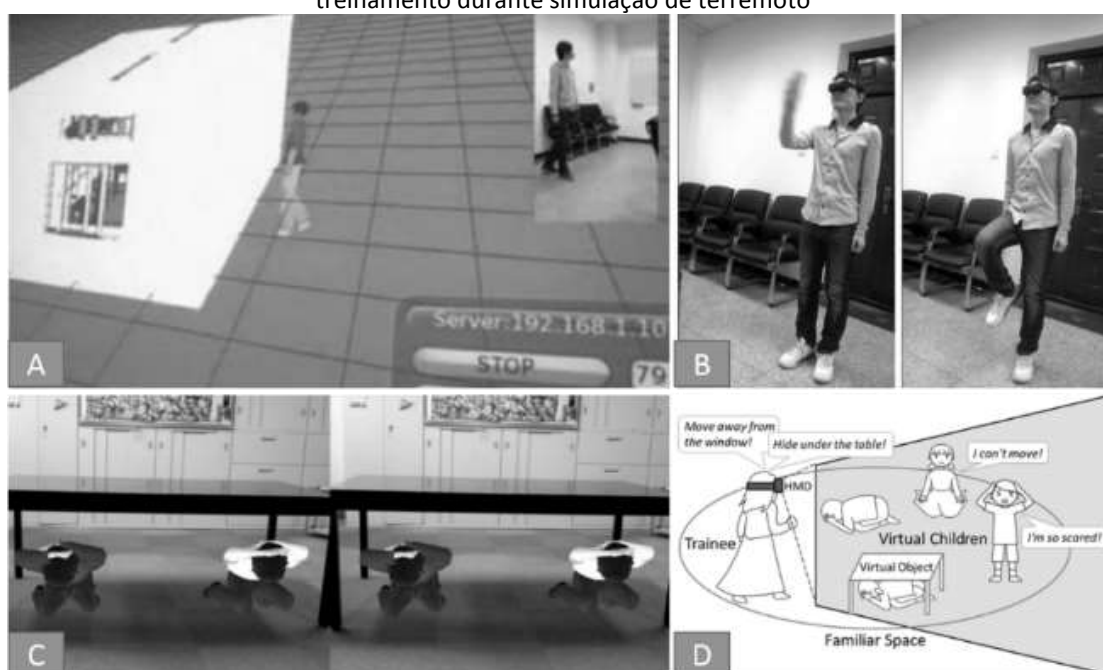 treinamento durante simulação de terremoto
Server:192.168.1.10
STOP
79
A
B
C
Move away from
the window!
Hide under the table!
I can't move!
HMD
Trainee
Virtual Children
I'm so scared!
Virtual Object
Familiar Space
D